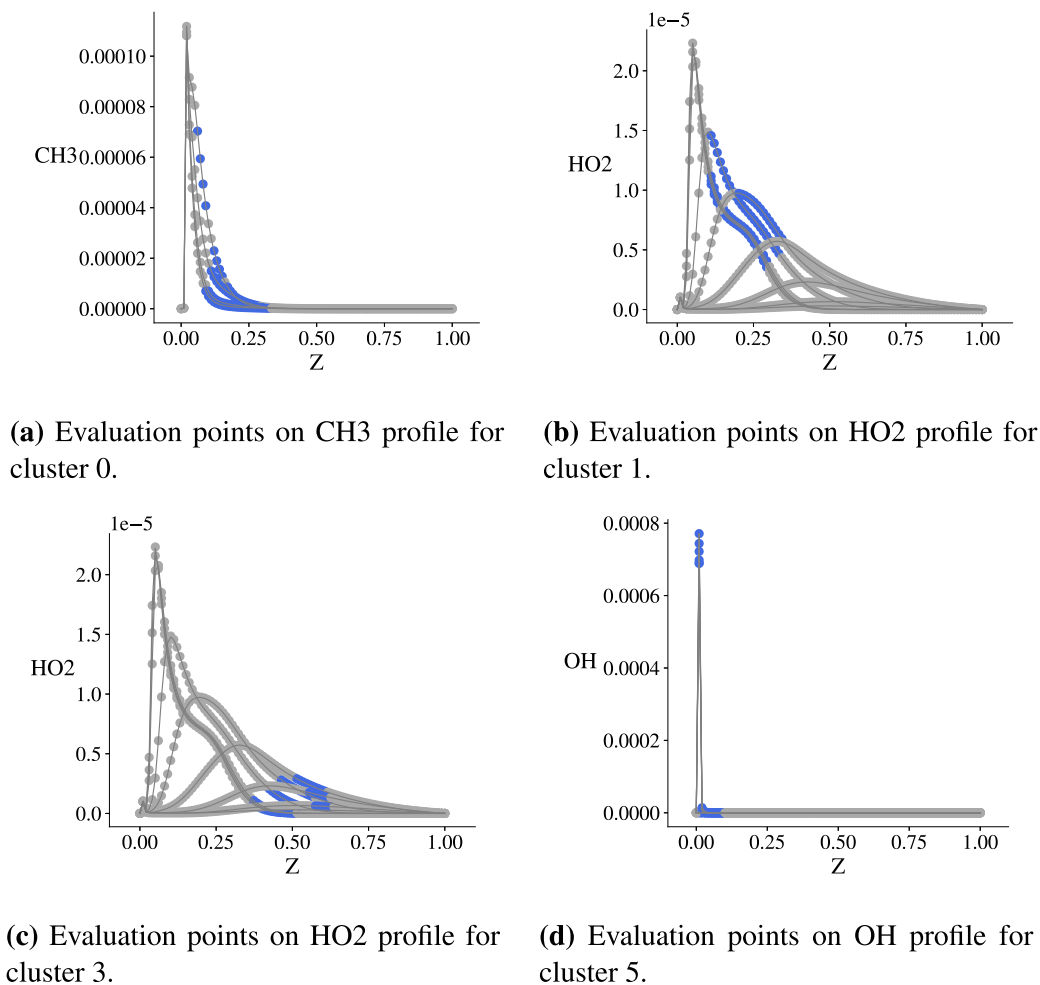 0.00010
0.00008
CH3 0.00006
0.00004
0.00002
0.00000
0.00 0.25 0.50 0.75 1.00
Z
1e−5
2.0
1.5
HO2
1.0
0.5
0.0
0.00 0.25 0.50 0.75 1.00
Z
(a) Evaluation points on CH3 profile for
cluster 0.
(b) Evaluation points on HO2 profile for
cluster 1.
1e−5
2.0
1.5
HO2
1.0
0.5
0.0
0.00 0.25 0.50 0.75 1.00
Z
0.0008
0.0006
OH 0.0004
0.0002
0.0000
0.00 0.25 0.50 0.75 1.00
Z
(c) Evaluation points on HO2 profile for
cluster 3.
(d) Evaluation points on OH profile for
cluster 5.